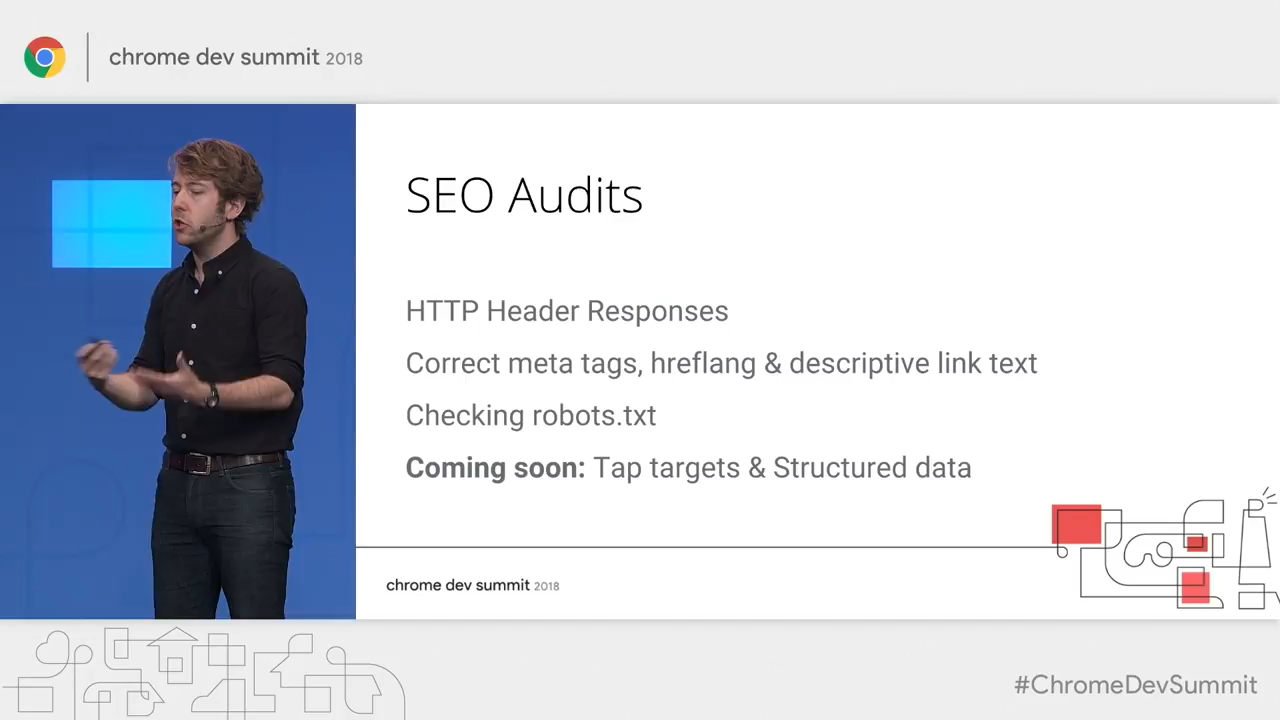 chrome dev summit 2018
SEO Audits
HTTP Header Responses
Correct meta tags, hreflang & descriptive link text
Checking robots.txt
Coming soon: Tap targets & Structured data
chrome dev summit 2018
#ChromeDevSummit